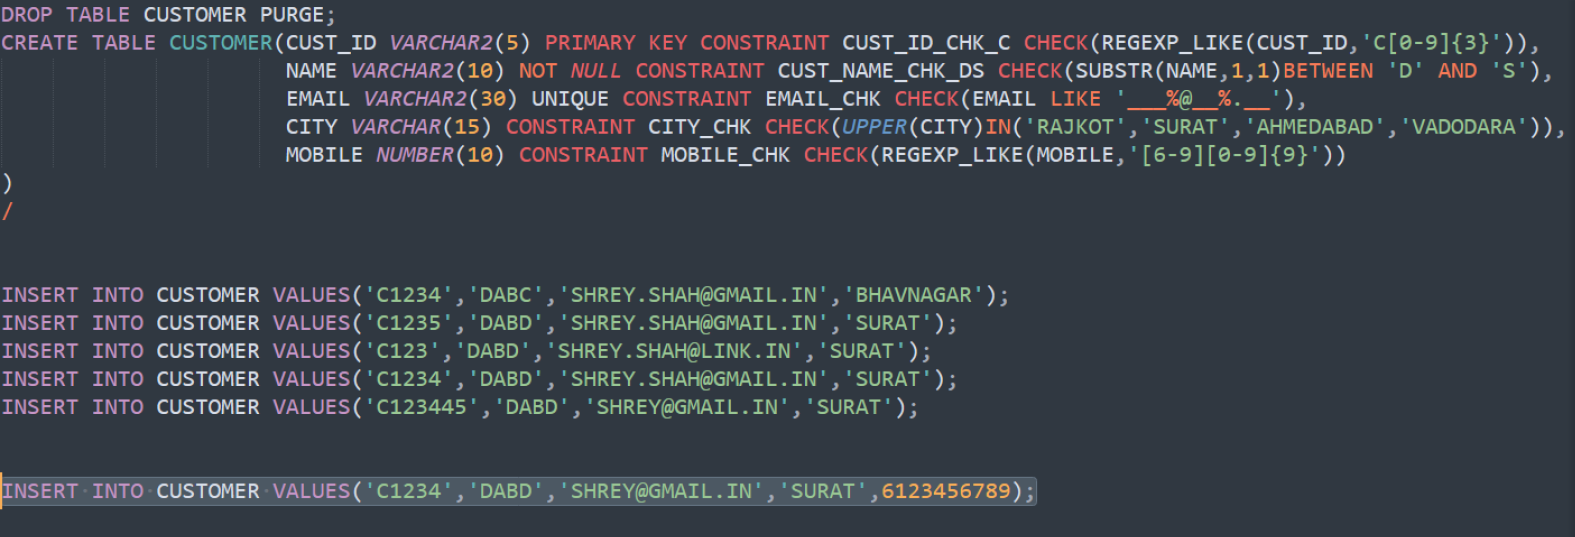 DROP TABLE CUSTOMER PURGE;
CREATE TABLE CUSTOMER(CUST_ID VARCHAR2(5) PRIMARY KEY CONSTRAINT CUST_ID_CHK_C CHECK(REGEXP_LIKE(CUST_ID,'C[0-9]{3}')),
NAME VARCHAR2(10) NOT NULL CONSTRAINT CUST_NAME_CHK_DS CHECK(SUBSTR(NAME,1,1)BETWEEN 'D' AND 'S'),
EMAIL VARCHAR2(30) UNIQUE CONSTRAINT EMAIL_CHK CHECK(EMAIL LIKE '___%@__%.__'),
CITY VARCHAR(15) CONSTRAINT CITY_CHK CHECK(UPPER(CITY)IN('RAJKOT','SURAT','AHMEDABAD','VADODARA')),
MOBILE NUMBER(10) CONSTRAINT MOBILE_CHK CHECK(REGEXP_LIKE(MOBILE,'[6-9][0-9]{9}'))
)
/
INSERT INTO CUSTOMER VALUES('C1234','DABC','SHREY.SHAH@GMAIL.IN','BHAVNAGAR');
INSERT INTO CUSTOMER VALUES('C1235','DABD','SHREY.SHAH@GMAIL.IN','SURAT');
INSERT INTO CUSTOMER VALUES('C123','DABD','SHREY.SHAH@LINK.IN','SURAT');
INSERT INTO CUSTOMER VALUES('C1234','DABD','SHREY.SHAH@GMAIL.IN','SURAT');
INSERT INTO CUSTOMER VALUES('C123445','DABD','SHREY@GMAIL.IN','SURAT');
INSERT INTO CUSTOMER VALUES('C1234','DABD','SHREY@GMAIL.IN','SURAT',6123456789);